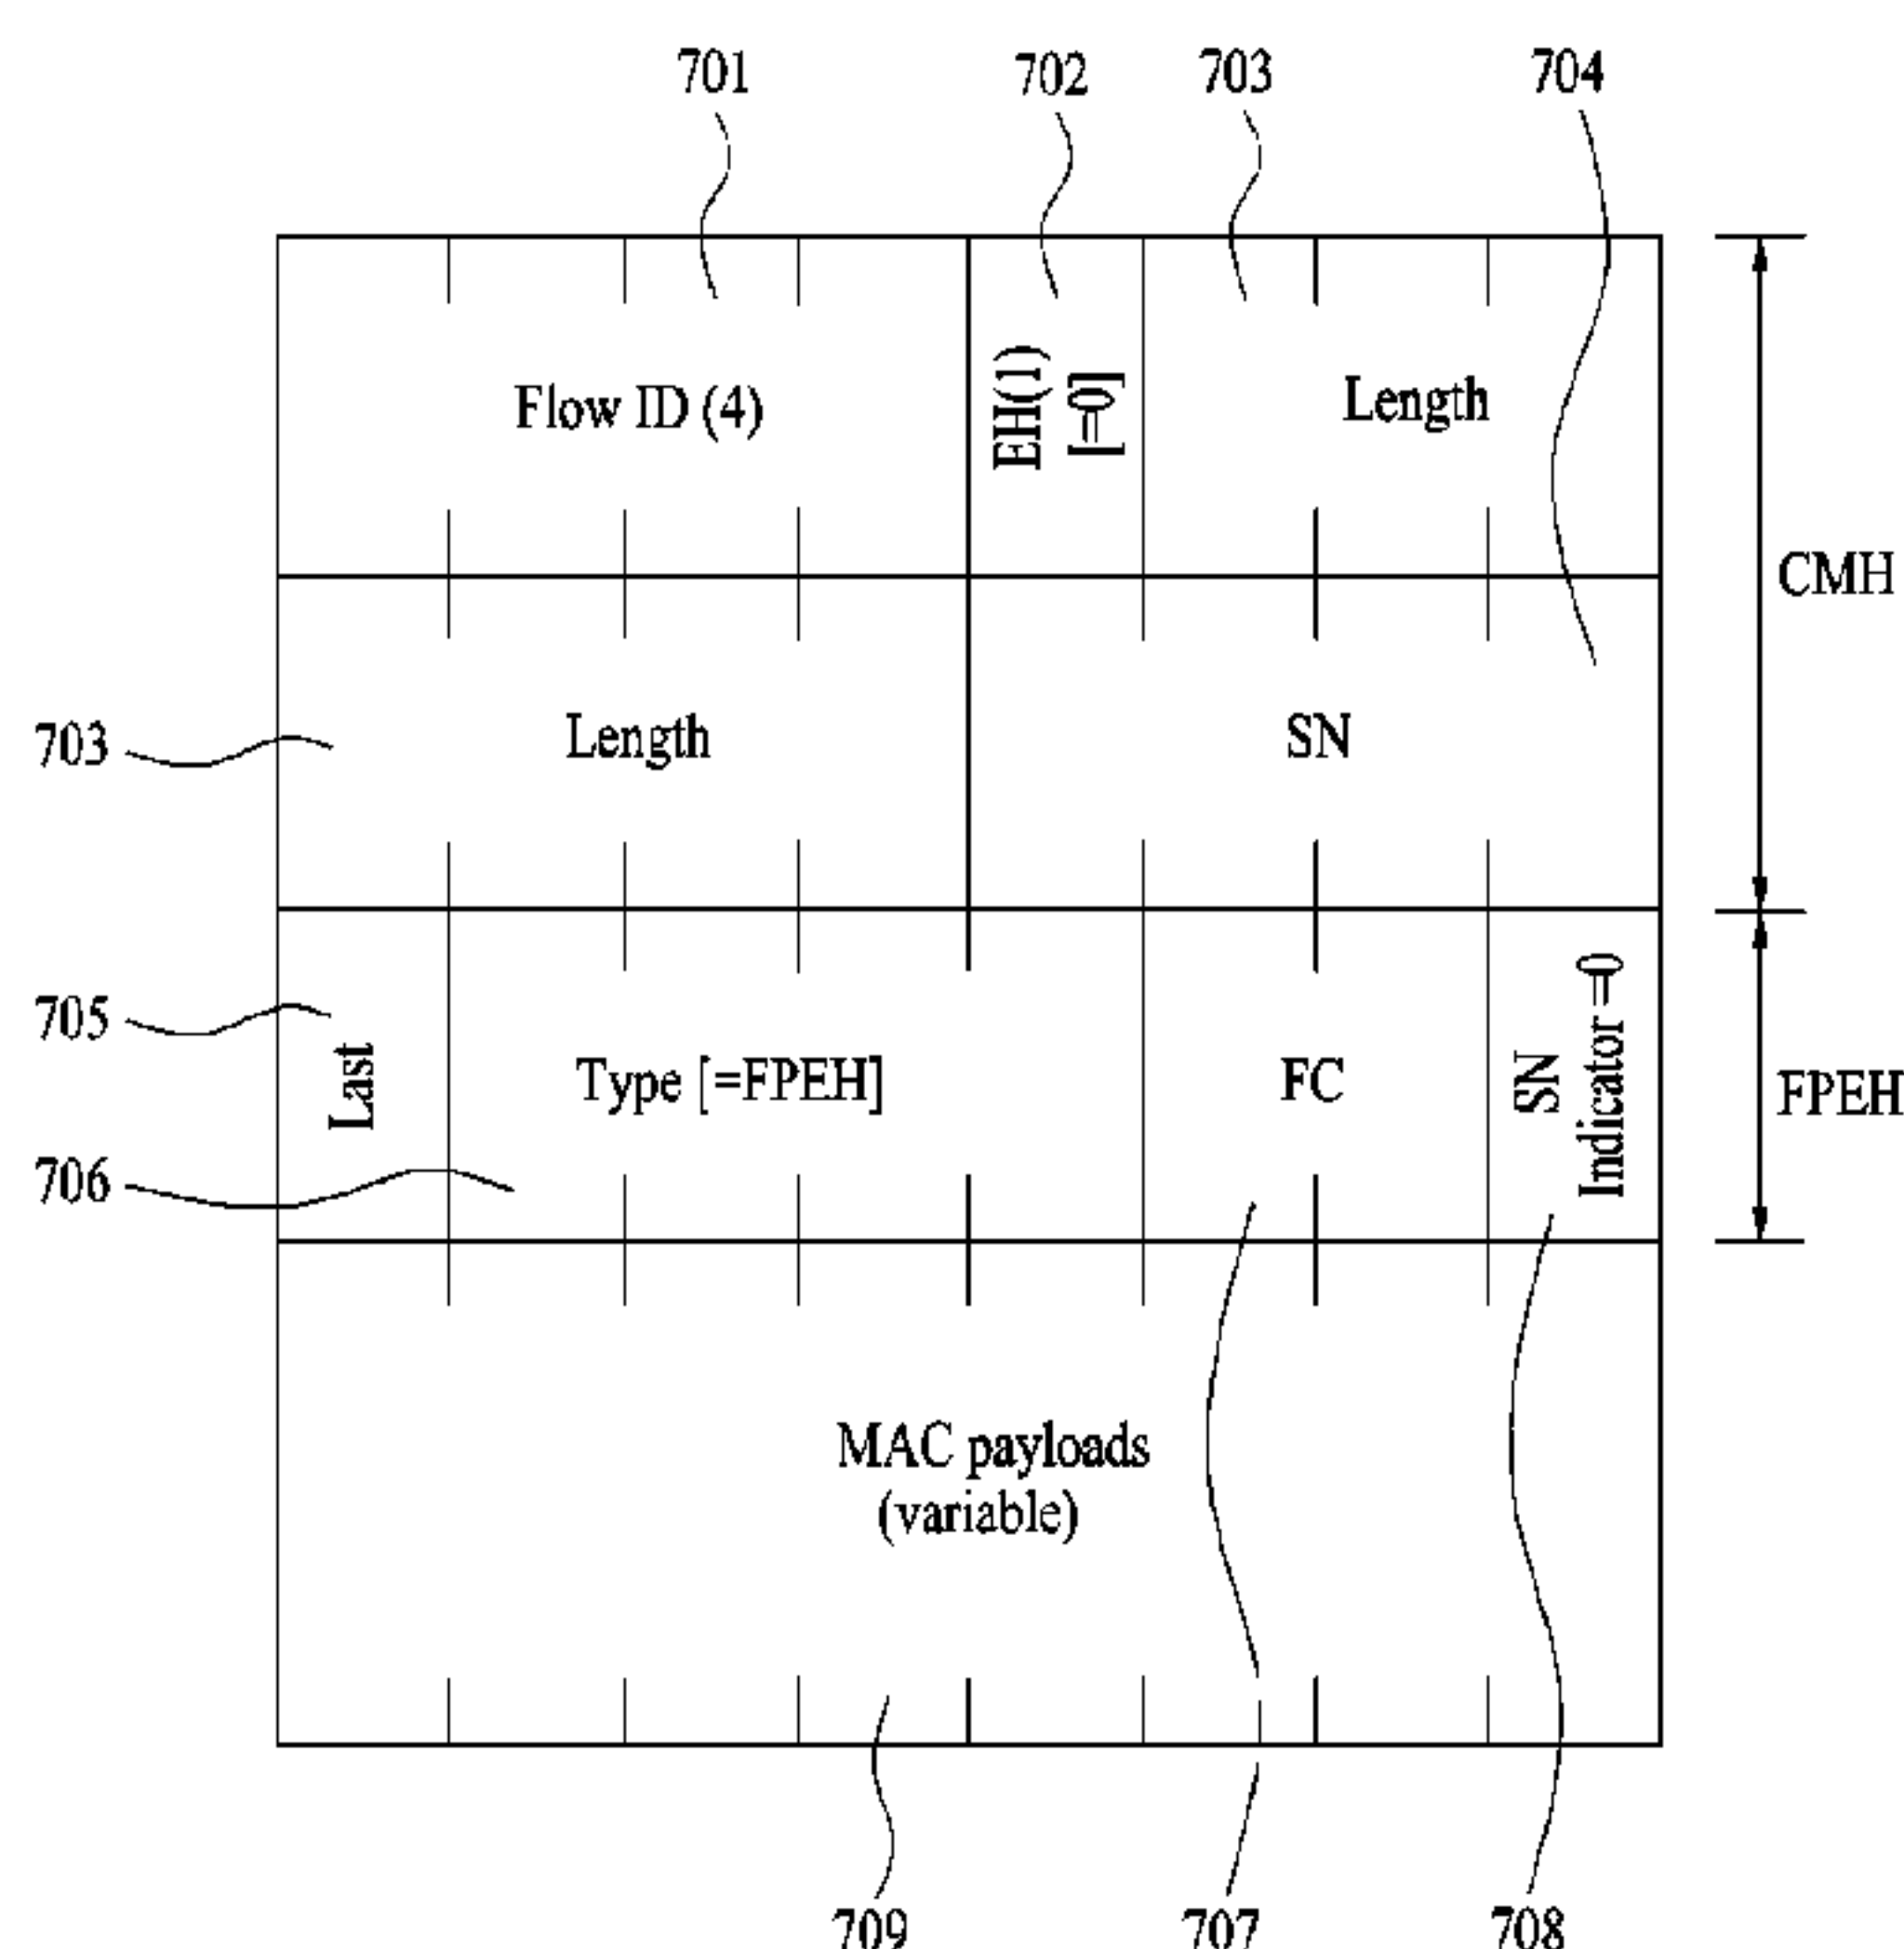 701
702
703
704
Flow ID (4)
EH(1)
[=0]
Length
CMH
703
Length
SN
705
Last
Type [=FPEH]
FC
SN
Indicator =0
FPEH
706
MAC payloads
(variable)
709
707
708